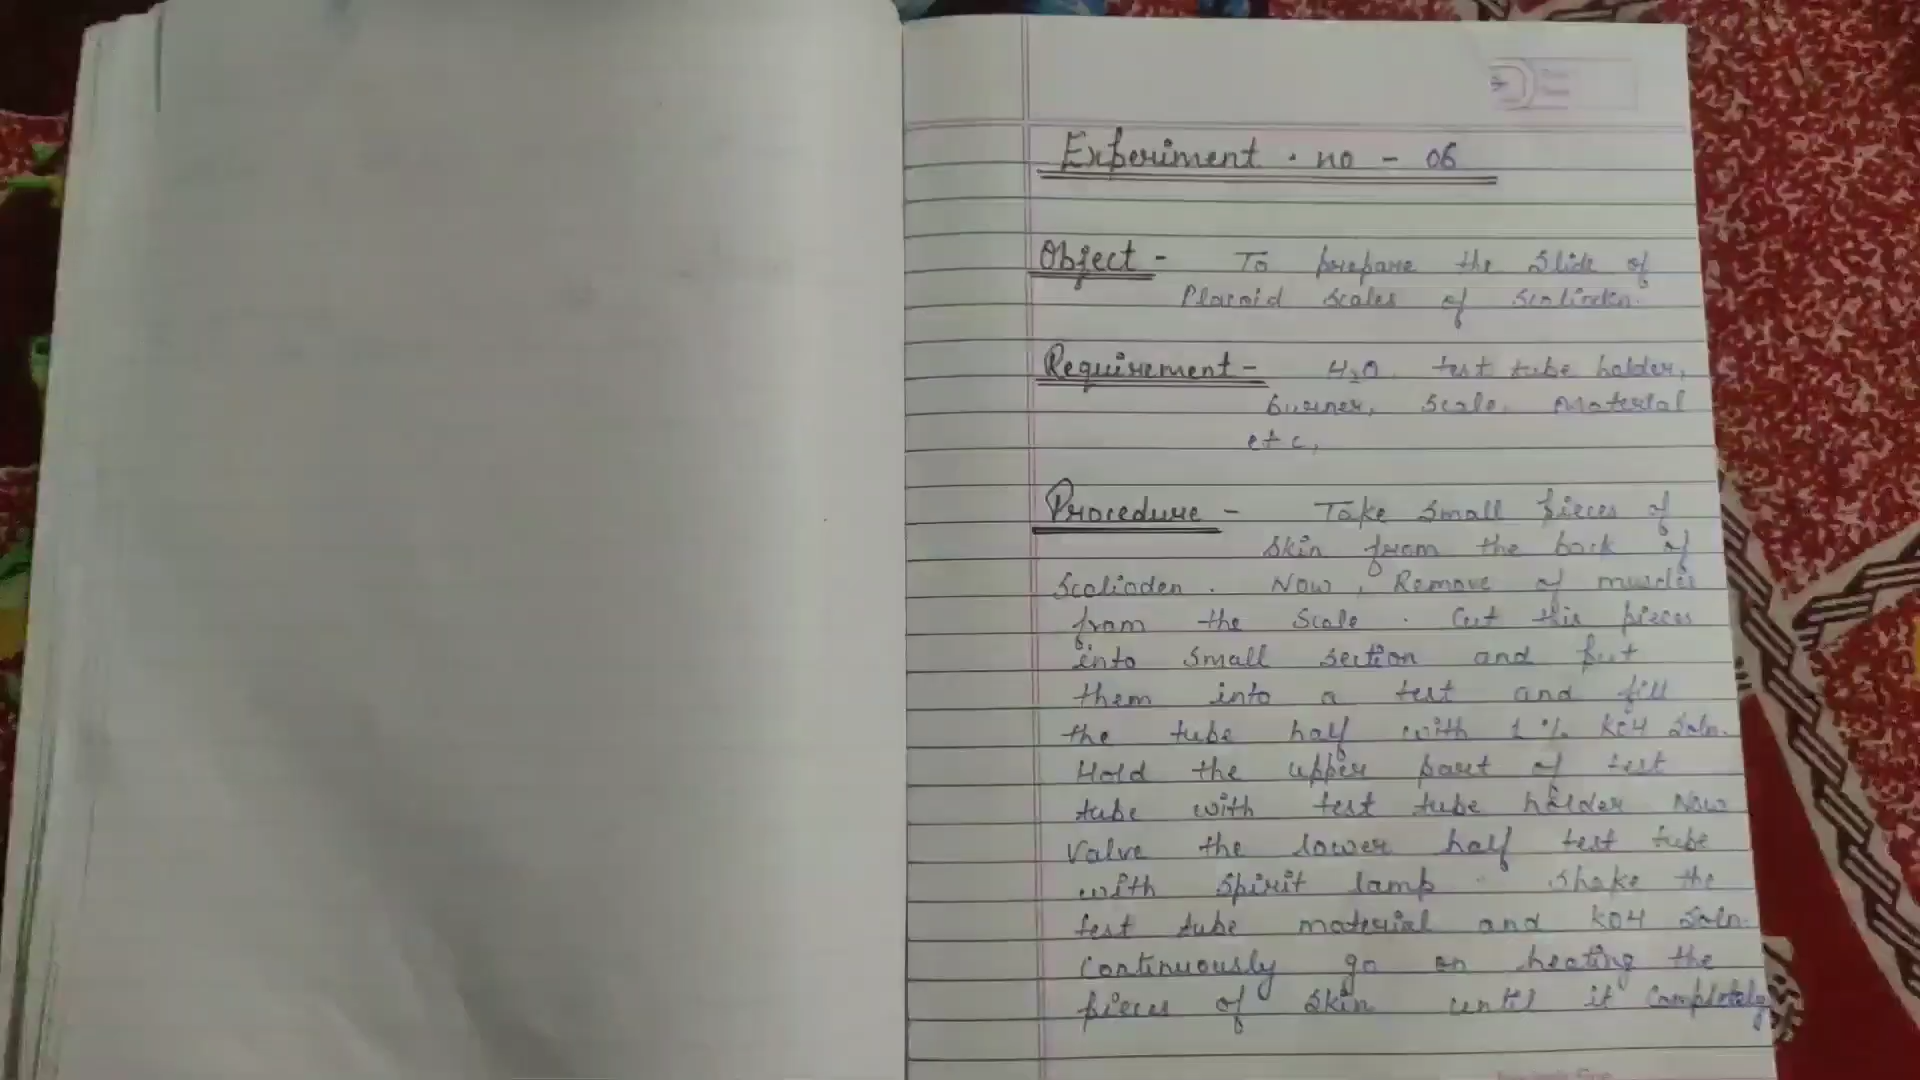 Experiment . no - 06
Object - To prepare the Slide of
Placoid scales of scoliodon.
Requirement - H2O, test tube holder,
burner, scale, material
etc,
Procedure - Take small pieces of
skin from the back of
Scoliodon . Now , Remove of muscles
from the scale . Cut this pieces
into small section and put
them into a test and fill
the tube half with 1 % soln.
Hold the upper part of test
tube with test tube holder Now
Valve the lower half test tube
with spirit lamp . Shake the
test tube material and KOH soln.
continuously go on heating the
pieces of skin until it completely